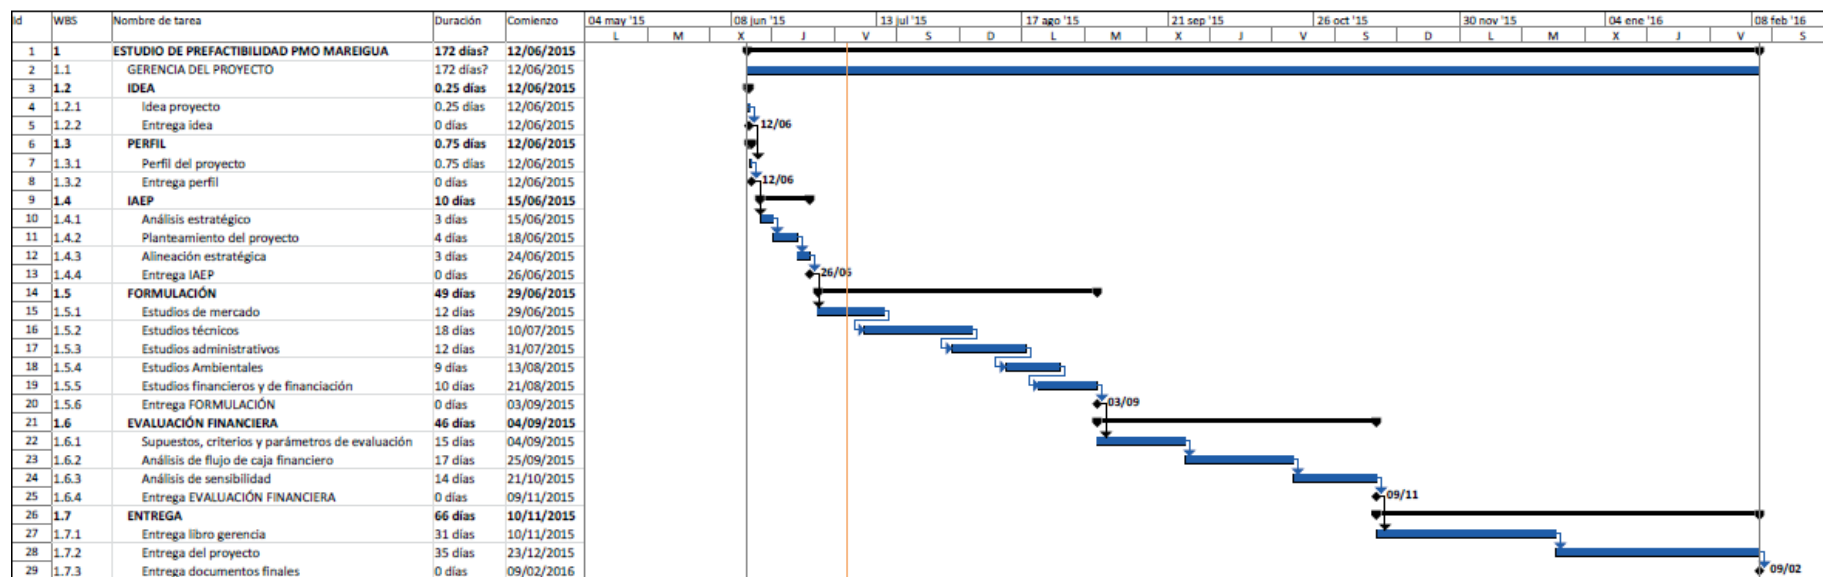 Id WBS Nombre de tarea Duración Comienzo 04 may '15 08 jun '15 13 jul '15 17 ago '15 21 sep '15 26 oct '15 30 nov '15 04 ene '16 08 feb '16
L M X J V S D L M X J V S D L M X J V S
1 1 ESTUDIO DE PREFACTIBILIDAD PMO MAREIGUA 172 días? 12/06/2015
2 1.1 GERENCIA DEL PROYECTO 172 días? 12/06/2015
3 1.2 IDEA 0.25 días 12/06/2015
4 1.2.1 Idea proyecto 0.25 días 12/06/2015
5 1.2.2 Entrega idea 0 días 12/06/2015 12/06
6 1.3 PERFIL 0.75 días 12/06/2015
7 1.3.1 Perfil del proyecto 0.75 días 12/06/2015
8 1.3.2 Entrega perfil 0 días 12/06/2015 12/06
9 1.4 IAEP 10 días 15/06/2015
10 1.4.1 Análisis estratégico 3 días 15/06/2015
11 1.4.2 Planteamiento del proyecto 4 días 18/06/2015
12 1.4.3 Alineación estratégica 3 días 24/06/2015
13 1.4.4 Entrega IAEP 0 días 26/06/2015 26/06
14 1.5 FORMULACIÓN 49 días 29/06/2015
15 1.5.1 Estudios de mercado 12 días 29/06/2015
16 1.5.2 Estudios técnicos 18 días 10/07/2015
17 1.5.3 Estudios administrativos 12 días 31/07/2015
18 1.5.4 Estudios Ambientales 9 días 13/08/2015
19 1.5.5 Estudios financieros y de financiación 10 días 21/08/2015
20 1.5.6 Entrega FORMULACIÓN 0 días 03/09/2015 03/09
21 1.6 EVALUACIÓN FINANCIERA 46 días 04/09/2015
22 1.6.1 Supuestos, criterios y parámetros de evaluación 15 días 04/09/2015
23 1.6.2 Análisis de flujo de caja financiero 17 días 25/09/2015
24 1.6.3 Análisis de sensibilidad 14 días 21/10/2015
25 1.6.4 Entrega EVALUACIÓN FINANCIERA 0 días 09/11/2015 09/11
26 1.7 ENTREGA 66 días 10/11/2015
27 1.7.1 Entrega libro gerencia 31 días 10/11/2015
28 1.7.2 Entrega del proyecto 35 días 23/12/2015
29 1.7.3 Entrega documentos finales 0 días 09/02/2016 09/02